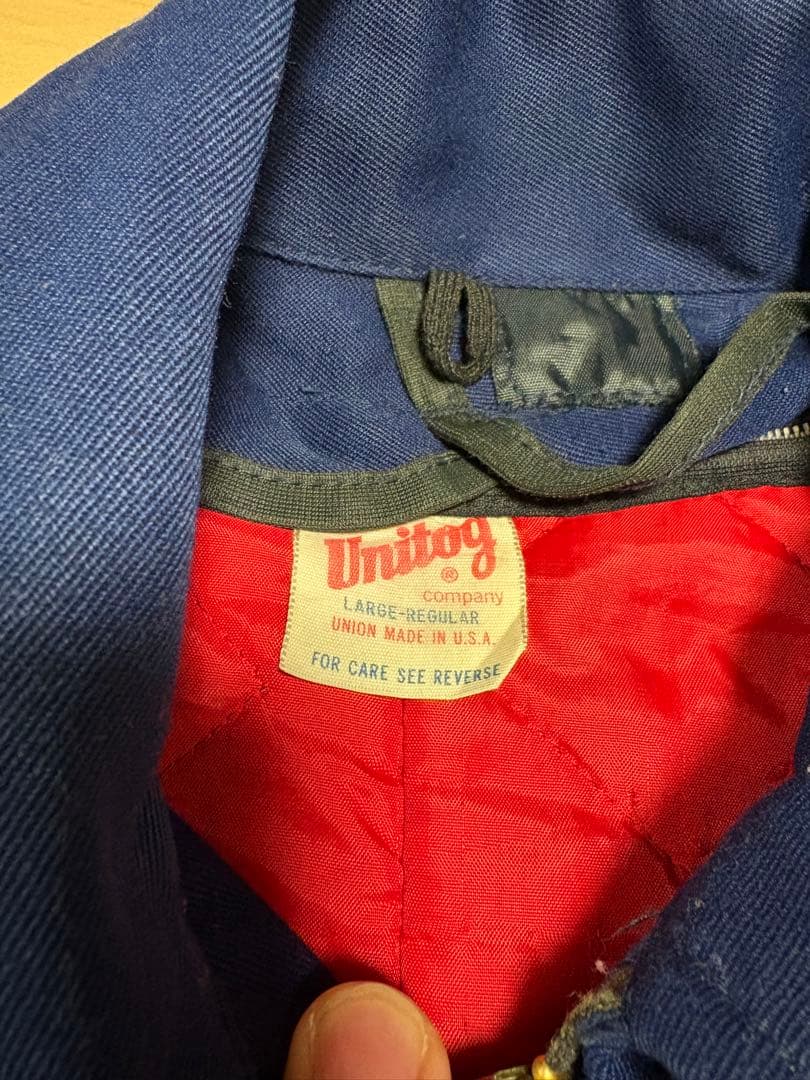 Unitog
®
company
LARGE-REGULAR
UNION MADE IN U.S.A.
FOR CARE SEE REVERSE